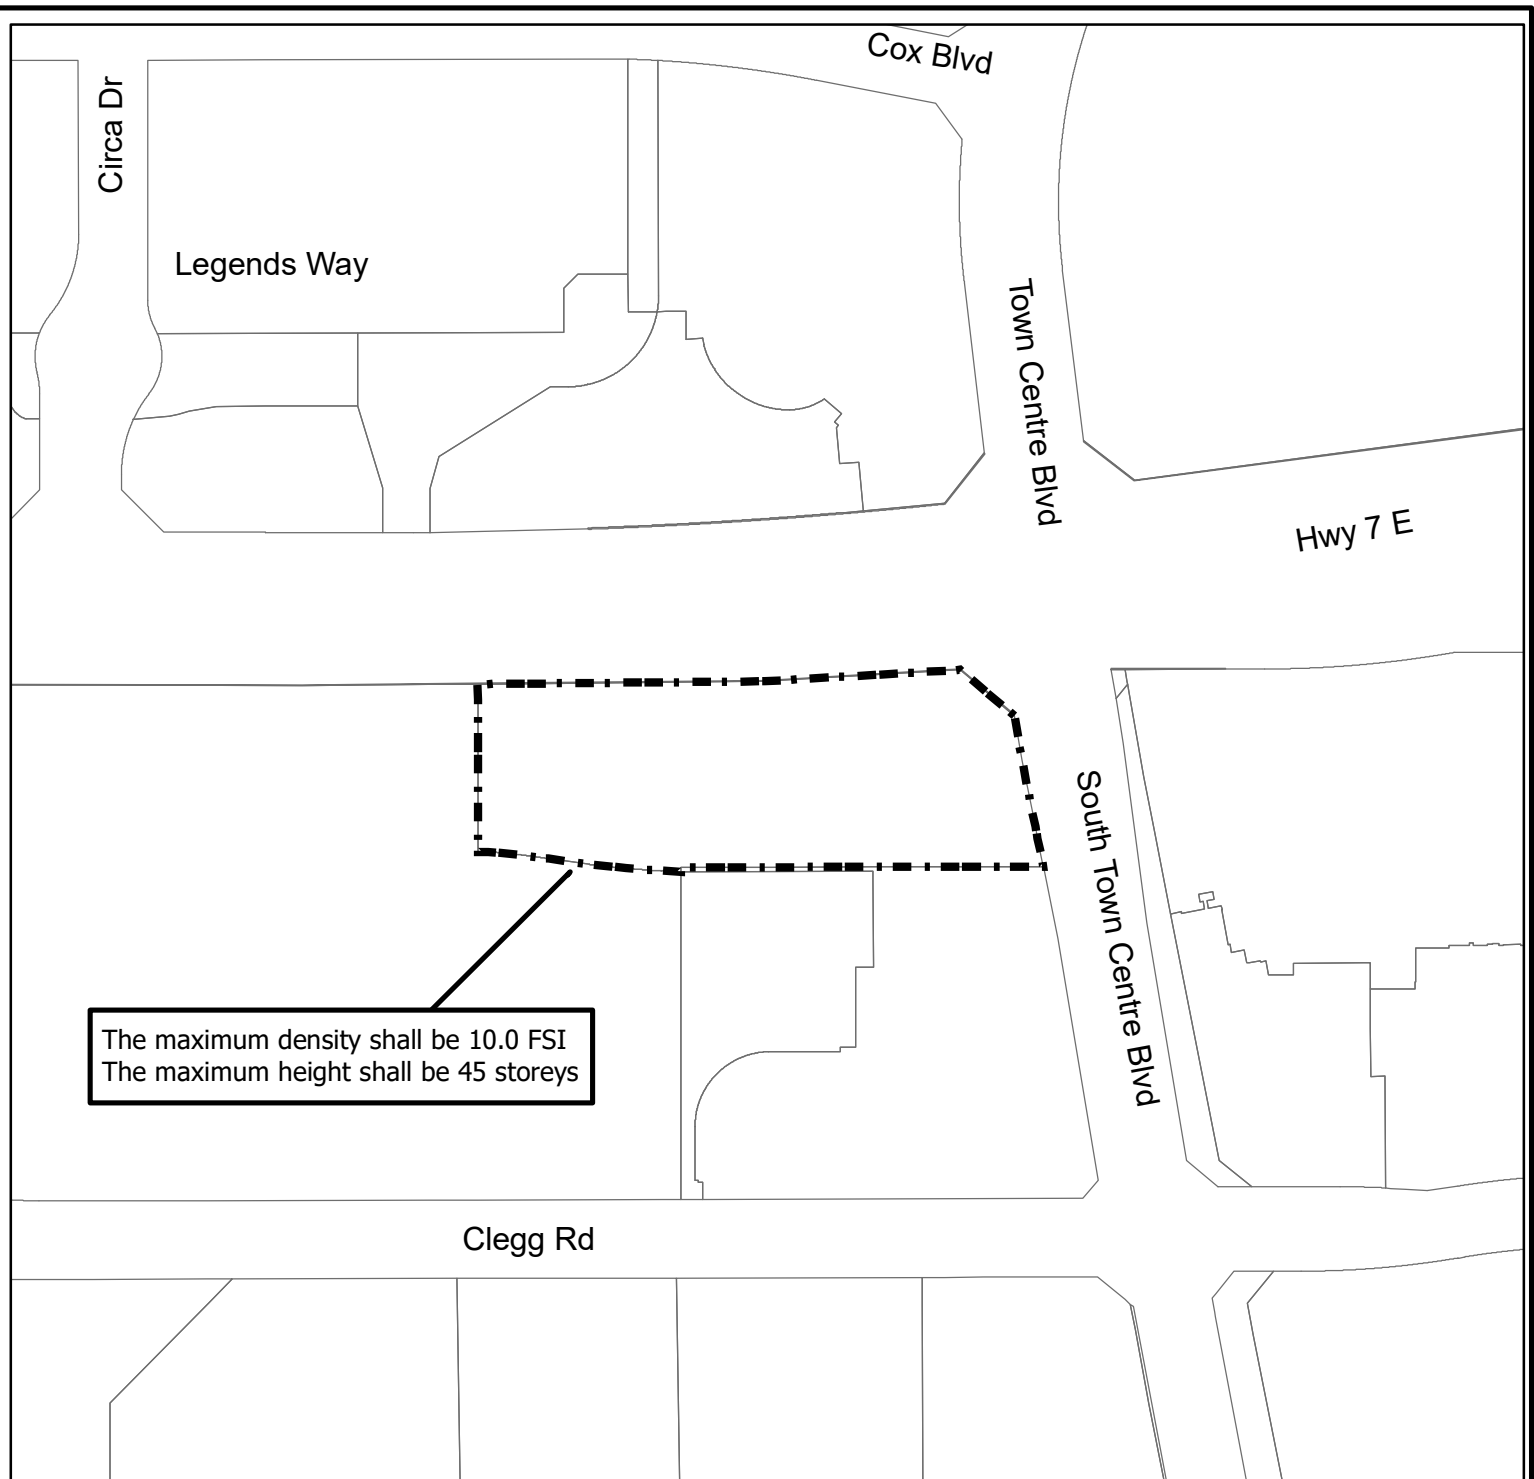 Cox Blvd
Circa Dr
Legends Way
Town Centre Blvd
Hwy 7 E
South Town Centre Blvd
The maximum density shall be 10.0 FSI
The maximum height shall be 45 storeys
Clegg Rd